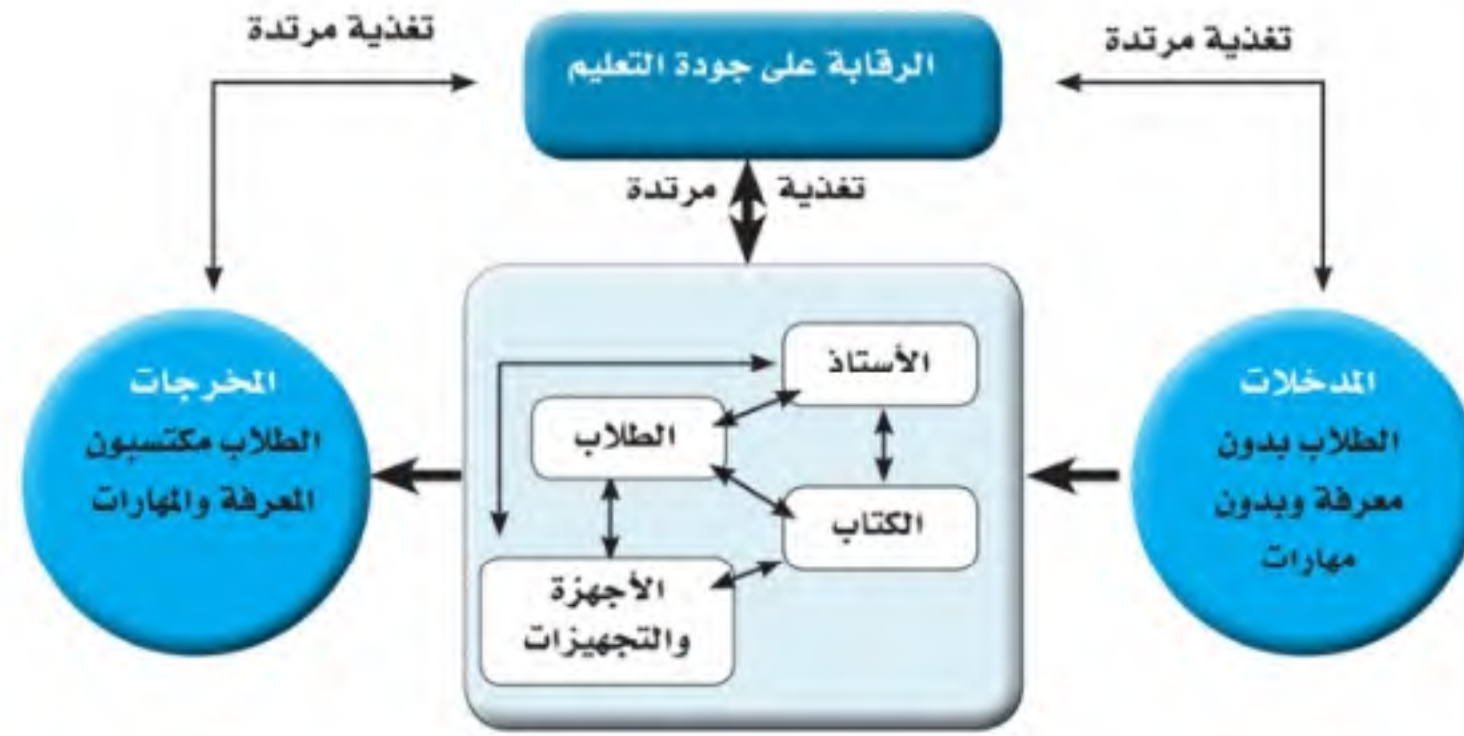 تغذية مرتدة
الرقابة على جودة التعليم
تغذية مرتدة
تغذية مرتدة
المدخلات
الطلاب بدون
معرفة وبدون
مهارات
الأستاذ
الطلاب
الكتاب
الأجهزة
والتجهيزات
المخرجات
الطلاب مكتسبون
المعرفة والمهارات